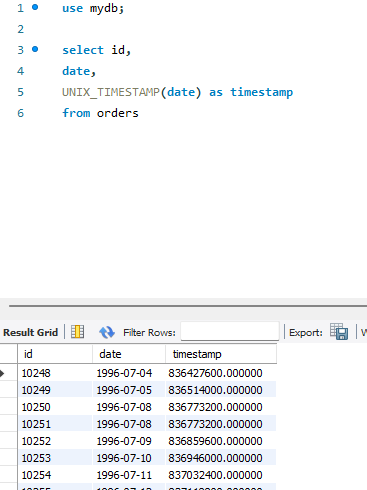 1 use mydb;
2
3 select id,
4 date,
5 UNIX_TIMESTAMP(date) as timestamp
6 from orders
Result Grid Filter Rows: Export:
id date timestamp
10248 1996-07-04 836427600.000000
10249 1996-07-05 836514000.000000
10250 1996-07-08 836773200.000000
10251 1996-07-08 836773200.000000
10252 1996-07-09 836859600.000000
10253 1996-07-10 836946000.000000
10254 1996-07-11 837032400.000000